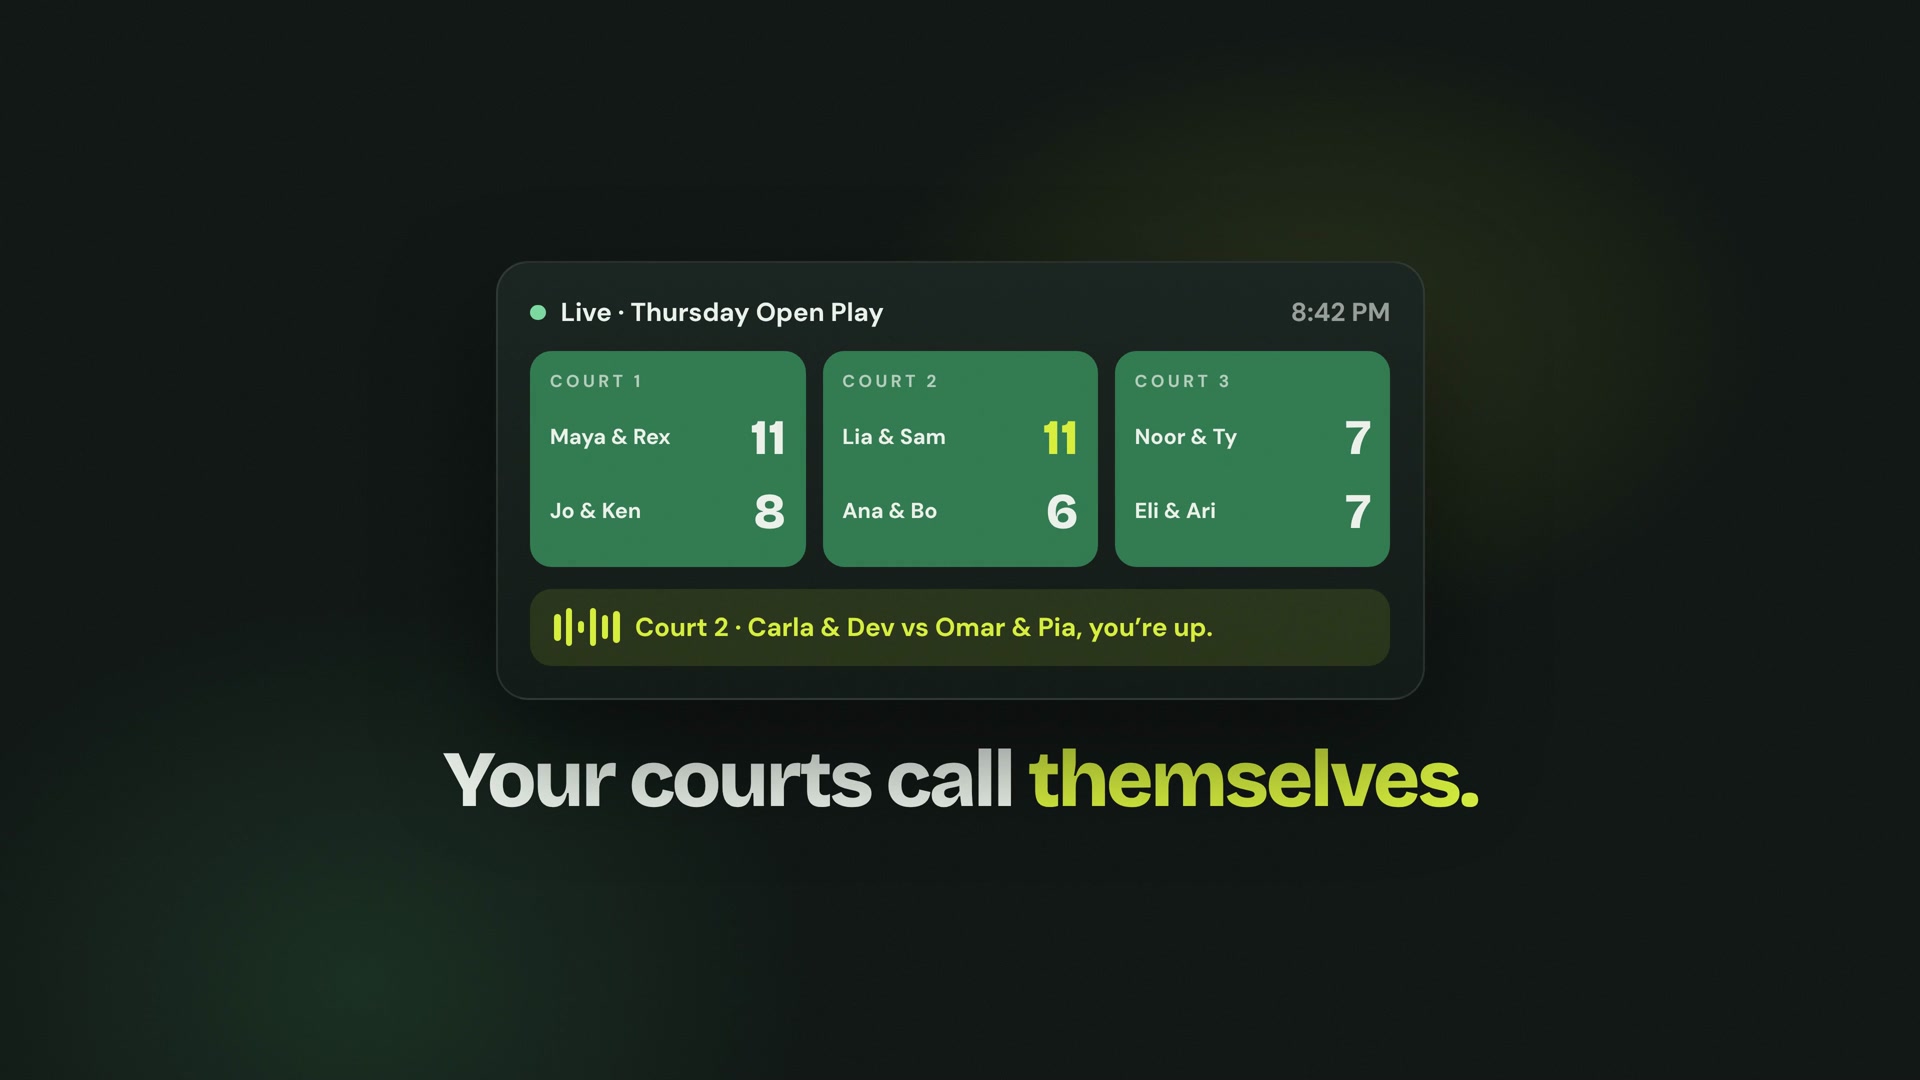 Live · Thursday Open Play 8:42 PM
COURT 1
Maya & Rex 11
Jo & Ken 8
COURT 2
Lia & Sam 11
Ana & Bo 6
COURT 3
Noor & Ty 7
Eli & Ari 7
Court 2 · Carla & Dev vs Omar & Pia, you’re up.
Your courts call themselves.